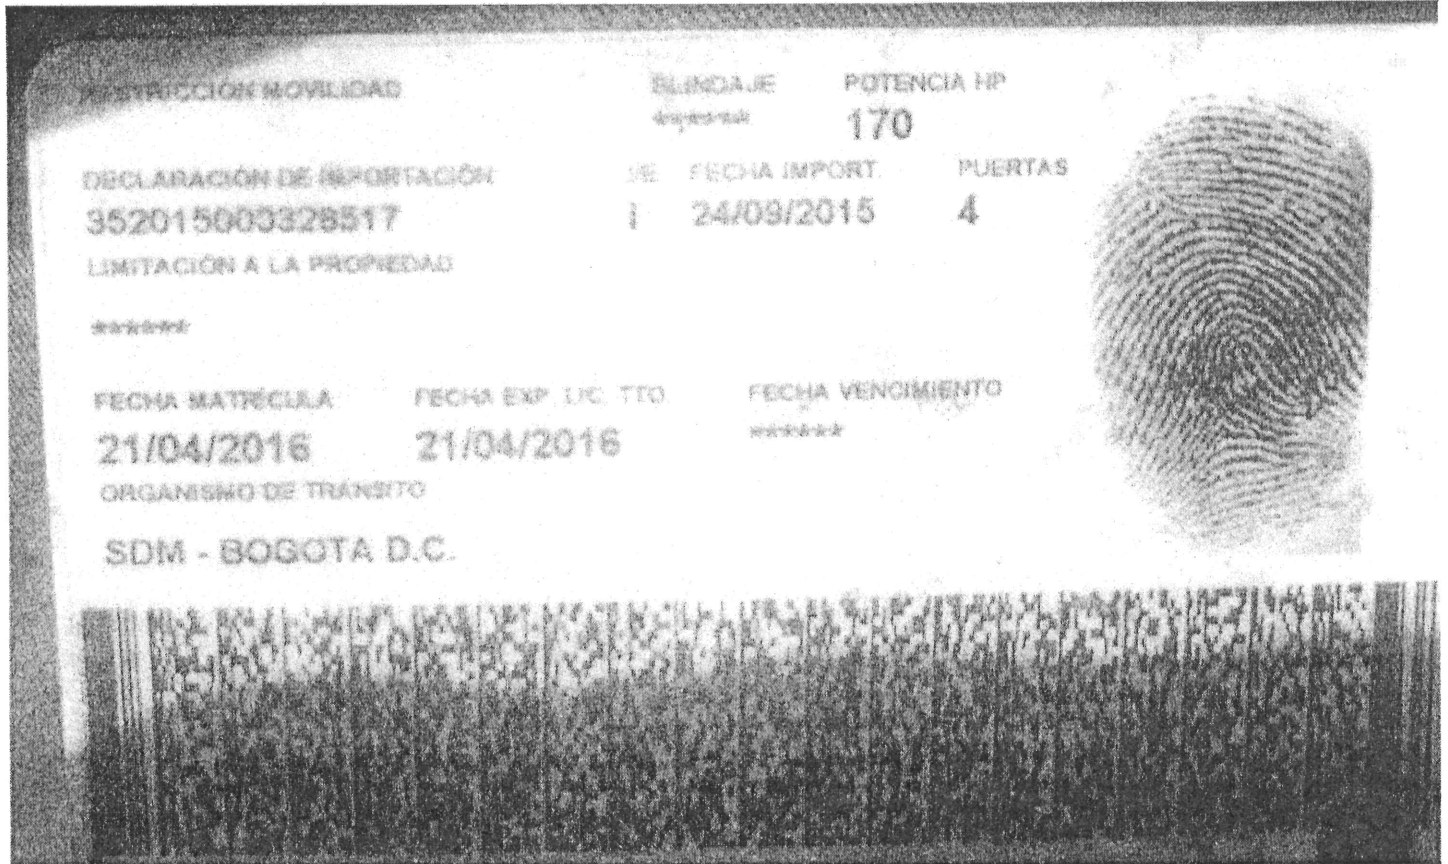 RESTRICCIÓN MOVILIDAD BLINDAJE POTENCIA HP
****** 170
DECLARACIÓN DE IMPORTACIÓN I/E FECHA IMPORT. PUERTAS
352015000328517 I 24/09/2015 4
LIMITACIÓN A LA PROPIEDAD
******
FECHA MATRÍCULA FECHA EXP. LIC. TTO. FECHA VENCIMIENTO
21/04/2016 21/04/2016 ******
ORGANISMO DE TRÁNSITO
SDM - BOGOTA D.C.